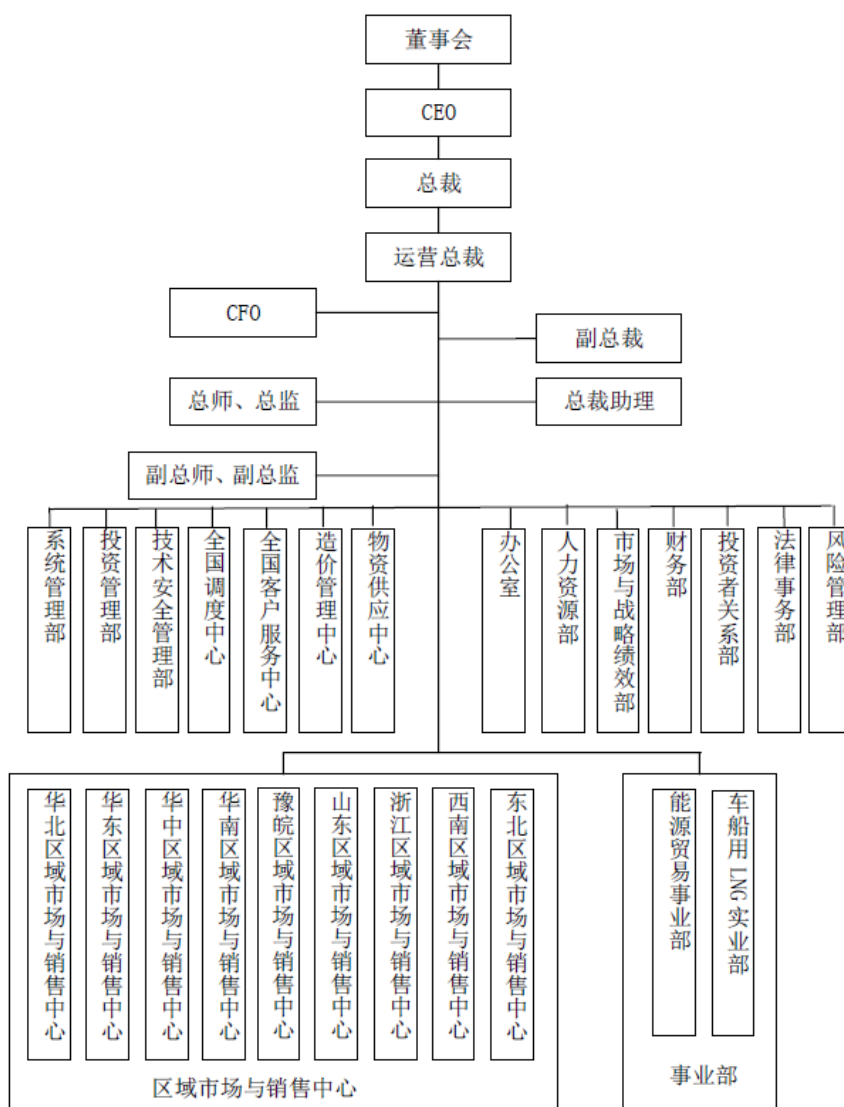 董事会
CEO
总裁
运营总裁
CFO
副总裁
总师、总监
总裁助理
副总师、副总监
系统管理部
投资管理部
技术安全管理部
全国调度中心
全国客户服务中心
造价管理中心
物资供应中心
办公室
人力资源部
市场与战略绩效部
财务部
投资者关系部
法律事务部
风险管理部
华北区域市场与销售中心
华东区域市场与销售中心
华中区域市场与销售中心
华南区域市场与销售中心
豫皖区域市场与销售中心
山东区域市场与销售中心
浙江区域市场与销售中心
西南区域市场与销售中心
东北区域市场与销售中心
能源贸易事业部
车船用LNG实业部
区域市场与销售中心
事业部